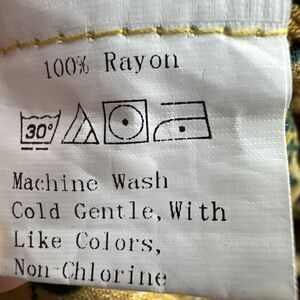 100% Rayon
30°
Machine Wash
Cold Gentle, With
Like Colors,
Non-Chlorine